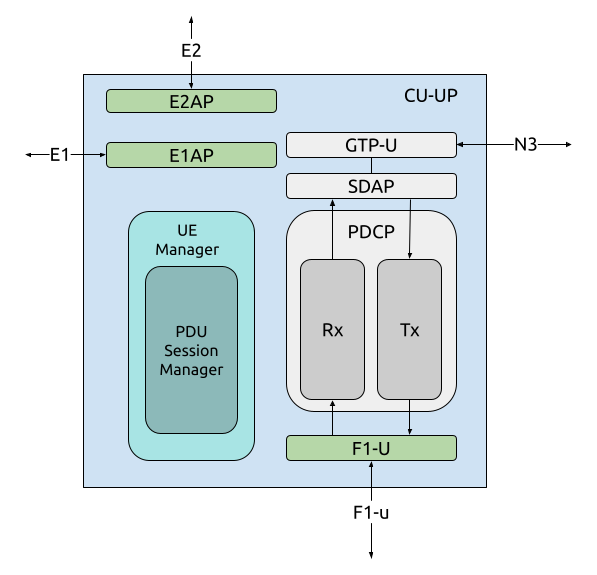 E2
E2AP
CU-UP
E1
E1AP
GTP-U
N3
SDAP
UE
Manager
PDCP
PDU
Session
Manager
Rx
Tx
F1-U
F1-u